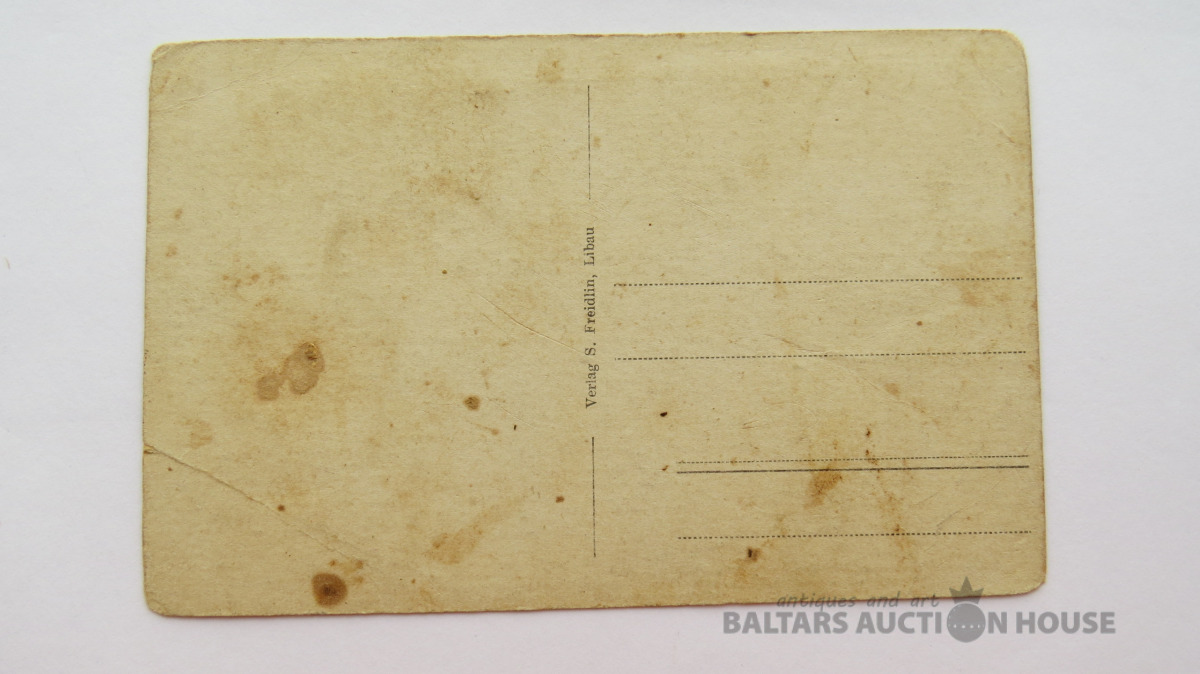 Verlag S. Freidlin, Libau
antiques and art
BALTARS AUCTION HOUSE